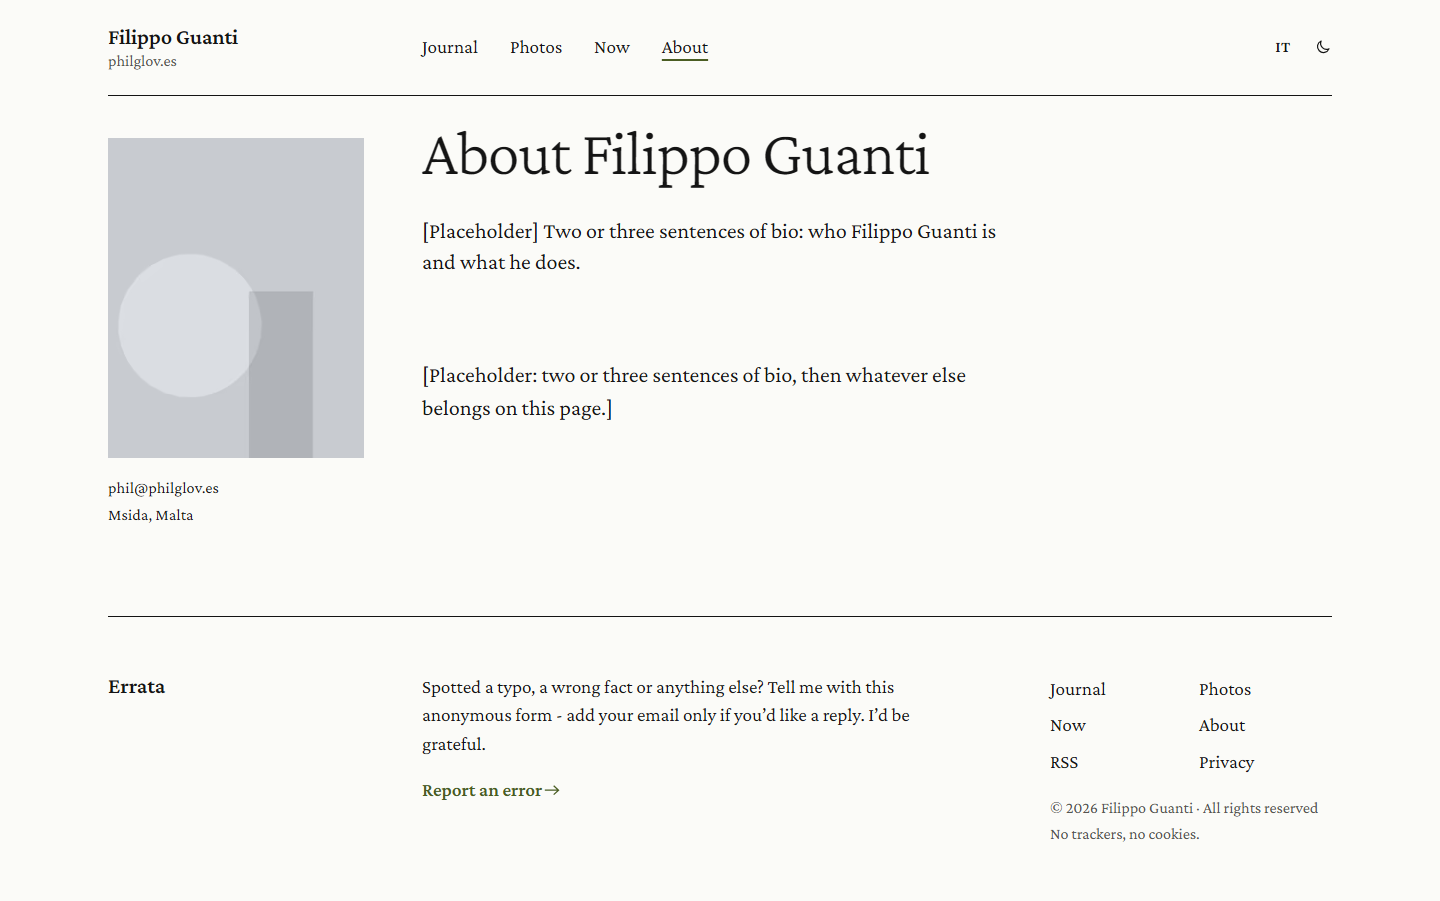 Filippo Guanti
philglov.es
Journal Photos Now About
IT
About Filippo Guanti
[Placeholder] Two or three sentences of bio: who Filippo Guanti is
and what he does.
[Placeholder: two or three sentences of bio, then whatever else
belongs on this page.]
phil@philglov.es
Msida, Malta
Errata
Spotted a typo, a wrong fact or anything else? Tell me with this
anonymous form - add your email only if you’d like a reply. I’d be
grateful.
Report an error→
Journal Photos
Now About
RSS Privacy
© 2026 Filippo Guanti · All rights reserved
No trackers, no cookies.